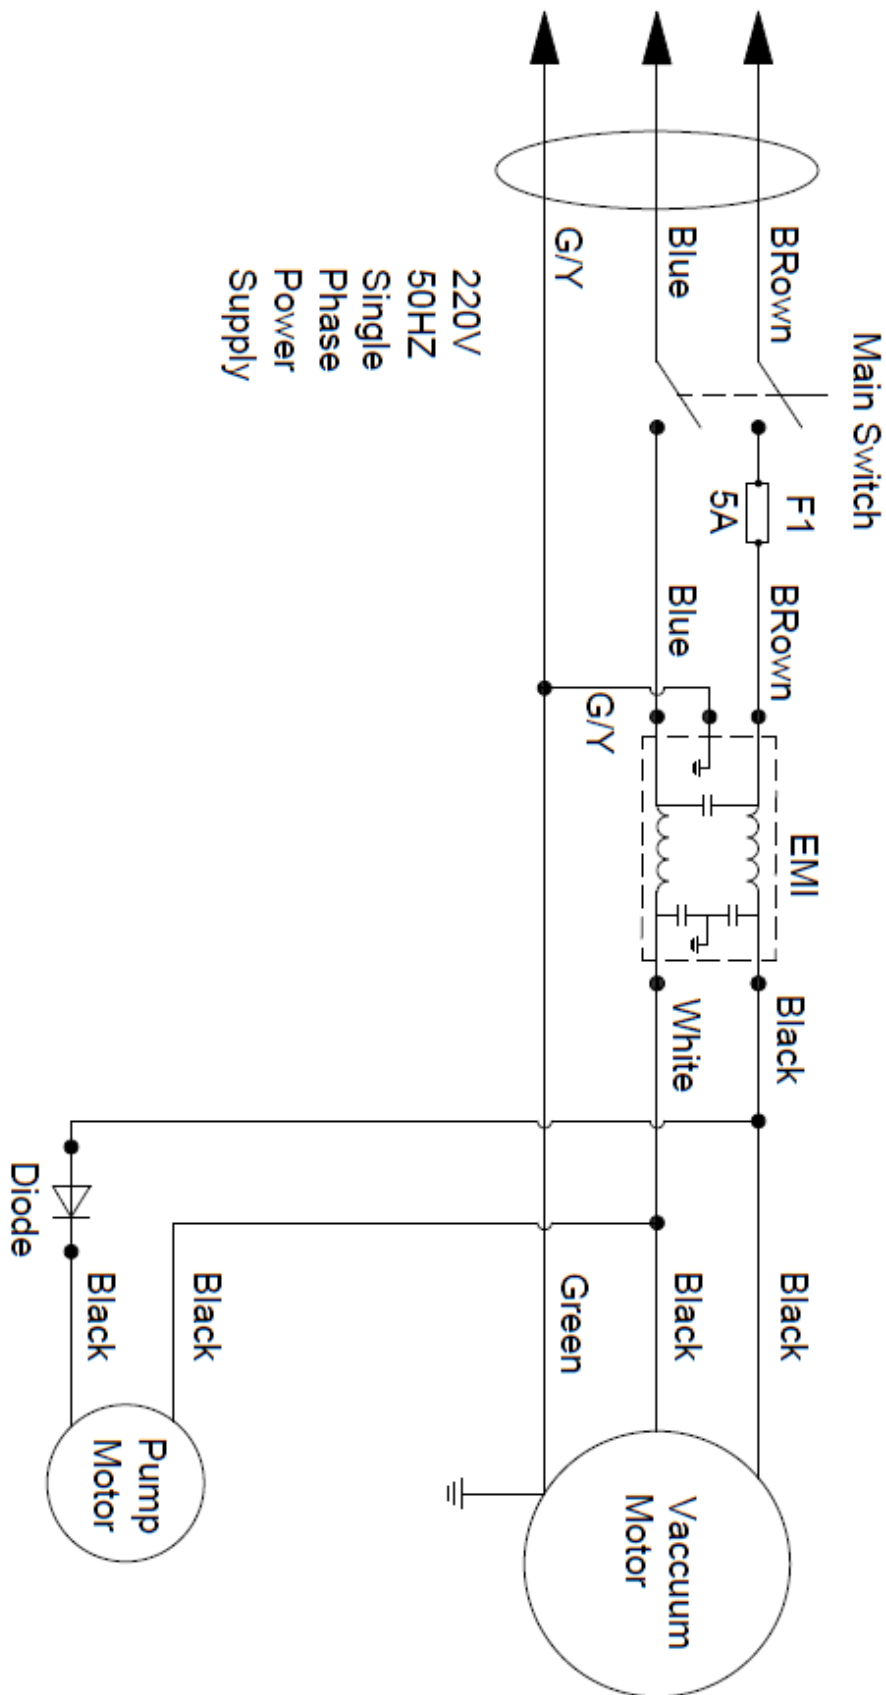 Main Switch
BRown
F1
5A
BRown
EMI
Black
Black
Blue
Blue
White
Black
Vaccuum
Motor
G/Y
G/Y
Green
220V
50HZ
Single
Phase
Power
Supply
Black
Pump
Motor
Black
Diode